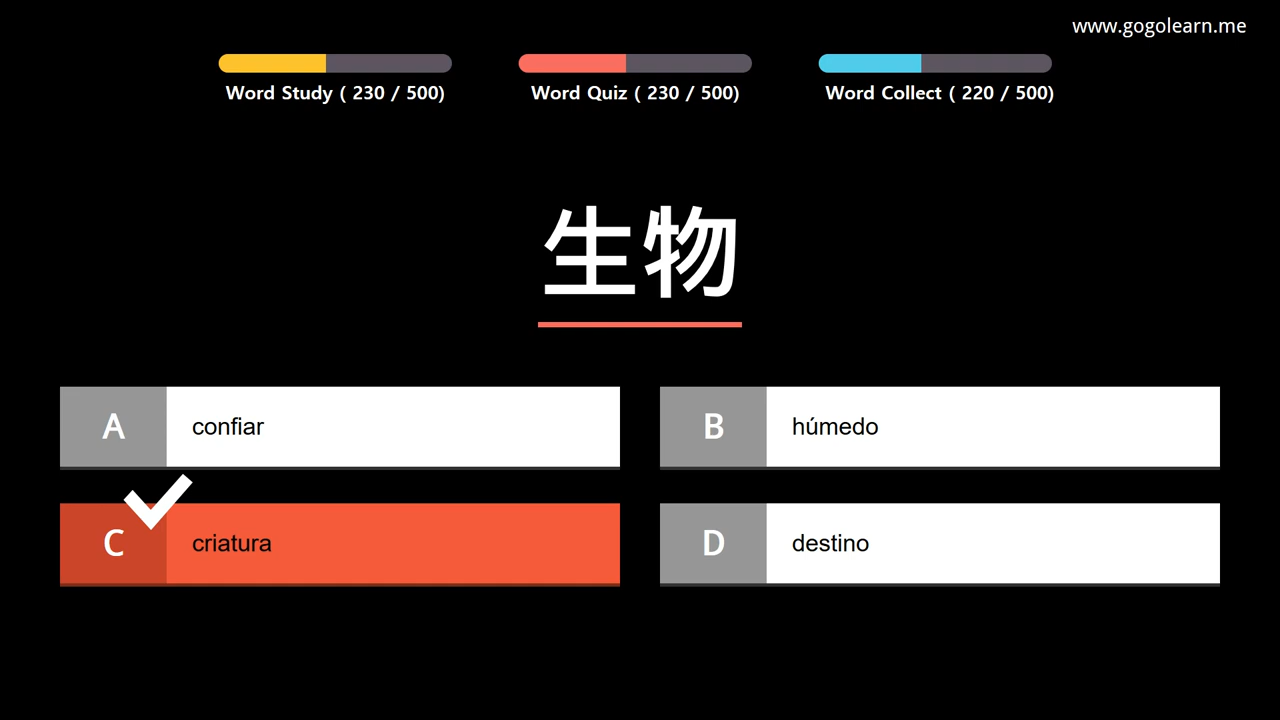 www.gogolearn.me
Word Study ( 230 / 500)
Word Quiz ( 230 / 500)
Word Collect ( 220 / 500)
生物
A confiar
B húmedo
C criatura
D destino